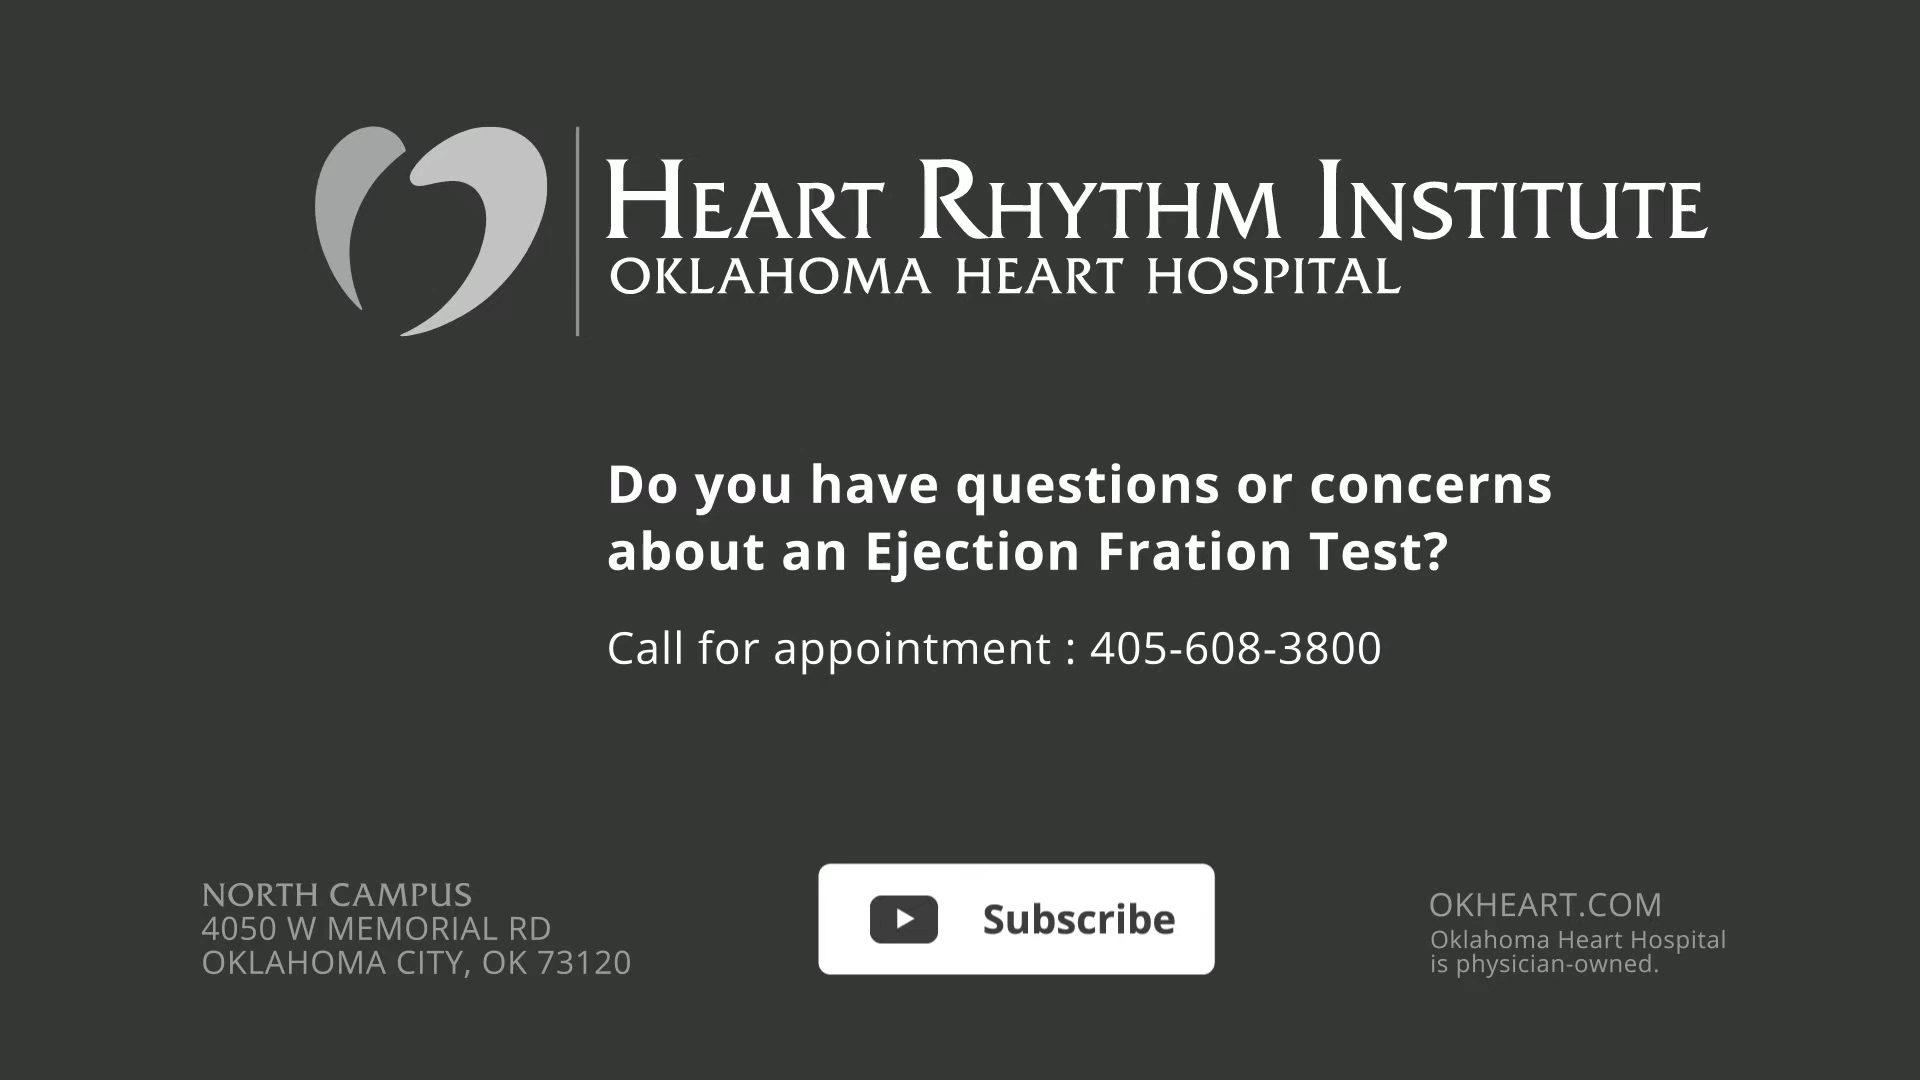 HEART RHYTHM INSTITUTE
OKLAHOMA HEART HOSPITAL
Do you have questions or concerns
about an Ejection Fration Test?
Call for appointment : 405-608-3800
NORTH CAMPUS
4050 W MEMORIAL RD
OKLAHOMA CITY, OK 73120
Subscribe
OKHEART.COM
Oklahoma Heart Hospital
is physician-owned.